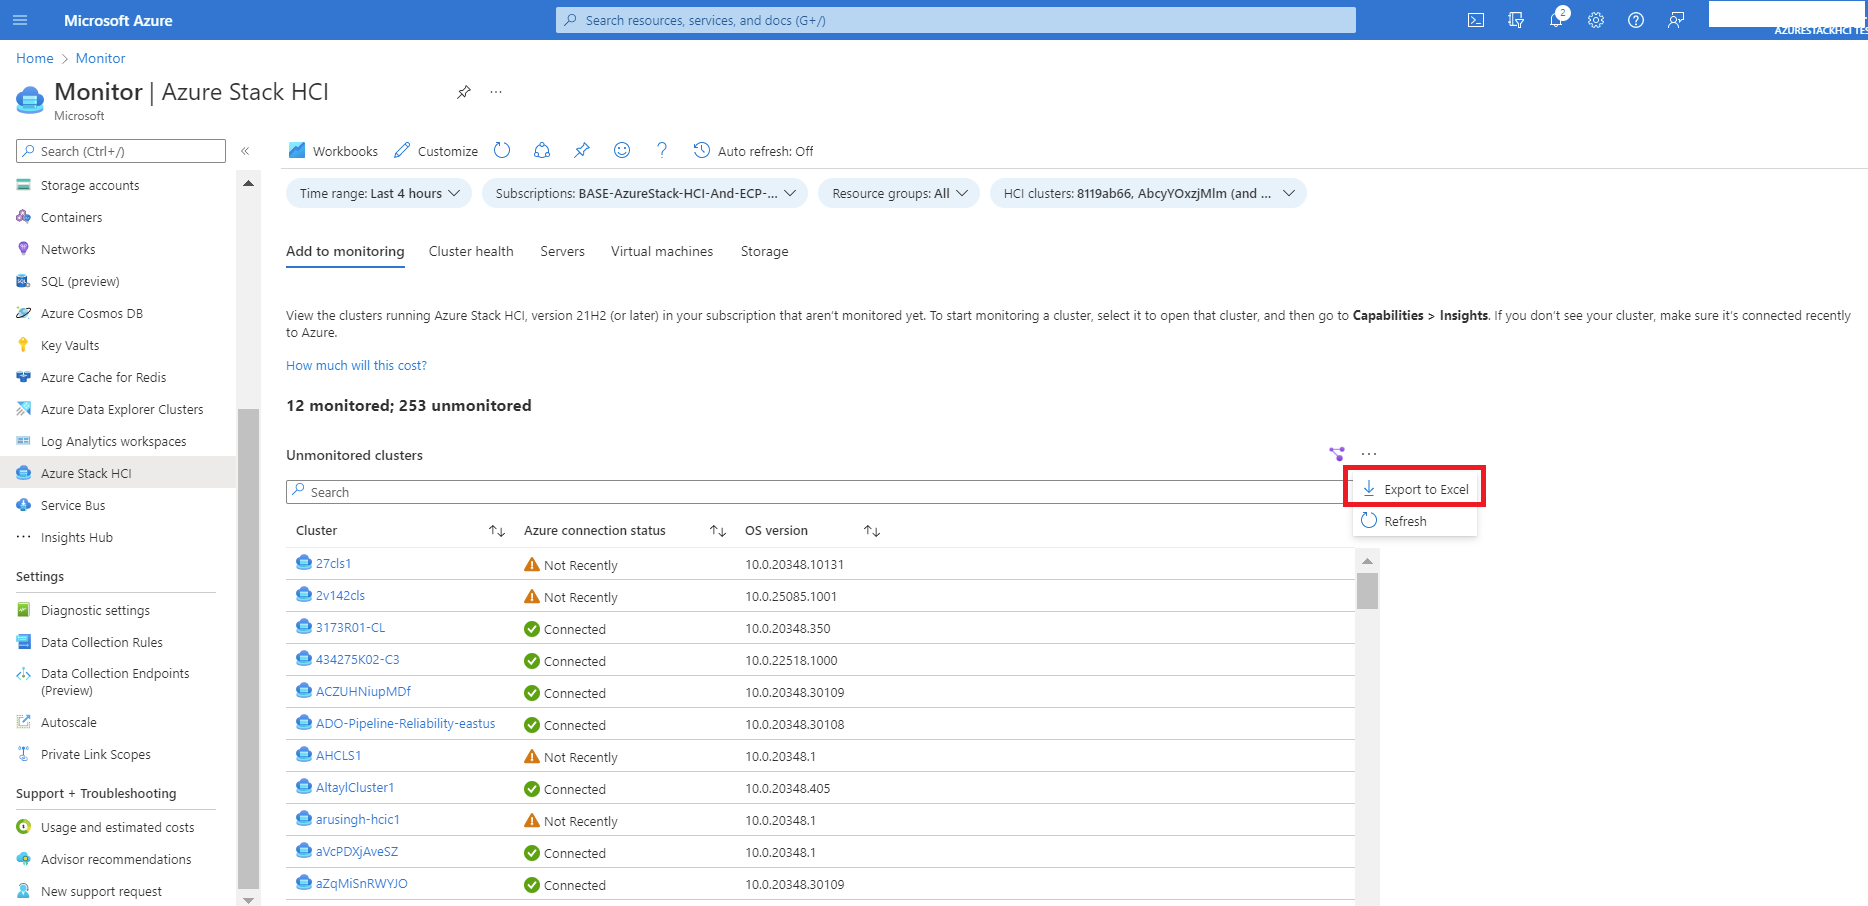 Microsoft Azure
Search resources, services, and docs (G+/)
2
AZURESTACKHCI TES
Home > Monitor
Monitor | Azure Stack HCI
Microsoft
Search (Ctrl+/)
«
Storage accounts
Containers
Networks
SQL (preview)
Azure Cosmos DB
Key Vaults
Azure Cache for Redis
Azure Data Explorer Clusters
Log Analytics workspaces
Azure Stack HCI
Service Bus
Insights Hub
Settings
Diagnostic settings
Data Collection Rules
Data Collection Endpoints
(Preview)
Autoscale
Private Link Scopes
Support + Troubleshooting
Usage and estimated costs
Advisor recommendations
New support request
Workbooks Customize ? Auto refresh: Off
Time range: Last 4 hours Subscriptions: BASE-AzureStack-HCI-And-ECP-... Resource groups: All HCI clusters: 8119ab66, AbcyYOxzjMlm (and ...
Add to monitoring Cluster health Servers Virtual machines Storage
View the clusters running Azure Stack HCI, version 21H2 (or later) in your subscription that aren't monitored yet. To start monitoring a cluster, select it to open that cluster, and then go to Capabilities > Insights. If you don't see your cluster, make sure it's connected recently
to Azure.
How much will this cost?
12 monitored; 253 unmonitored
Unmonitored clusters
Export to Excel
Refresh
Search
Cluster Azure connection status OS version
27cls1 Not Recently 10.0.20348.10131
2v142cls Not Recently 10.0.25085.1001
3173R01-CL Connected 10.0.20348.350
434275K02-C3 Connected 10.0.22518.1000
ACZUHNiupMDf Connected 10.0.20348.30109
ADO-Pipeline-Reliability-eastus Connected 10.0.20348.30108
AHCLS1 Not Recently 10.0.20348.1
AltaylCluster1 Connected 10.0.20348.405
arusingh-hcic1 Not Recently 10.0.20348.1
aVcPDXjAveSZ Connected 10.0.20348.1
aZqMiSnRWYJO Connected 10.0.20348.30109